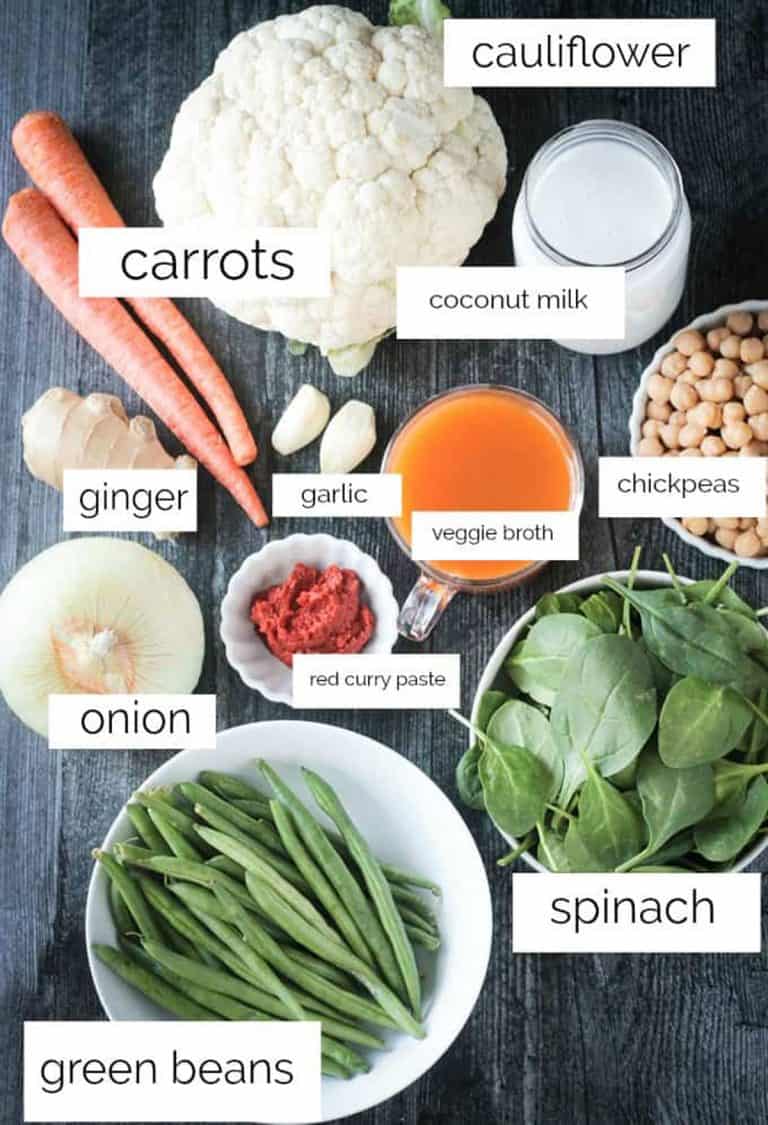 cauliflower
carrots
coconut milk
chickpeas
ginger
garlic
veggie broth
red curry paste
onion
spinach
green beans